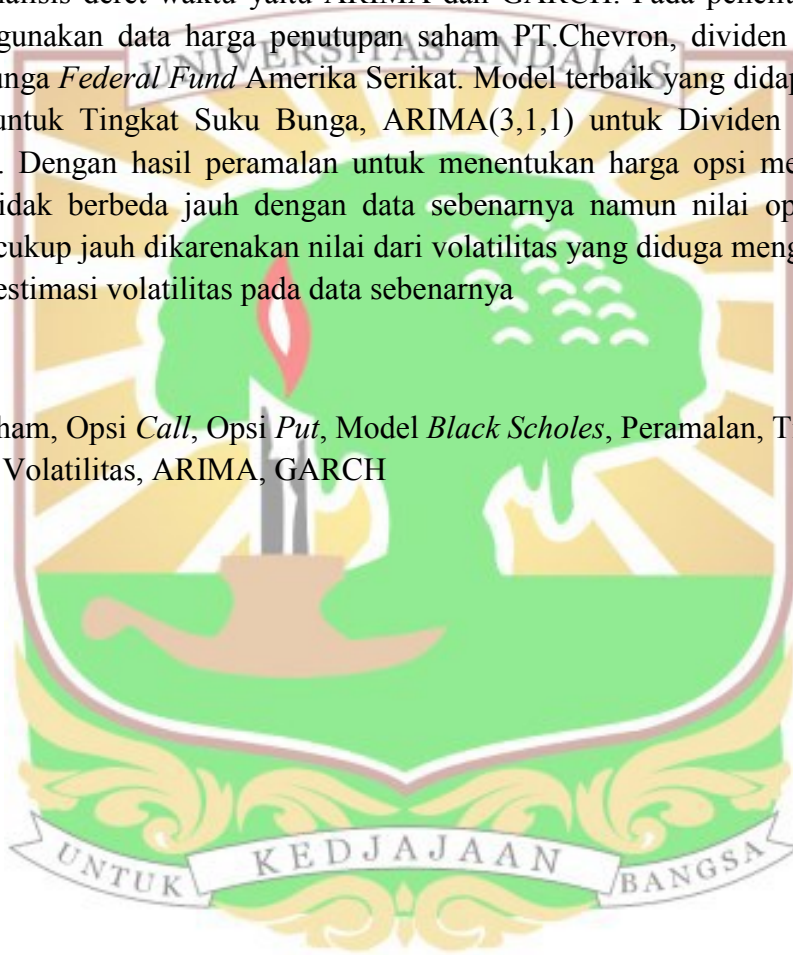 nalisis deret waktu yaitu ARIMA dan GARCH. Pada penelit
gunakan data harga penutupan saham PT.Chevron, dividen
UNIVERSITAS ANDALAS
unga Federal Fund Amerika Serikat. Model terbaik yang didap
untuk Tingkat Suku Bunga, ARIMA(3,1,1) untuk Dividen
. Dengan hasil peramalan untuk menentukan harga opsi me
idak berbeda jauh dengan data sebenarnya namun nilai op
cukup jauh dikarenakan nilai dari volatilitas yang diduga meng
estimasi volatilitas pada data sebenarnya
ham, Opsi Call, Opsi Put, Model Black Scholes, Peramalan, T
Volatilitas, ARIMA, GARCH
UNTUK KEDJAJAAN BANGSA